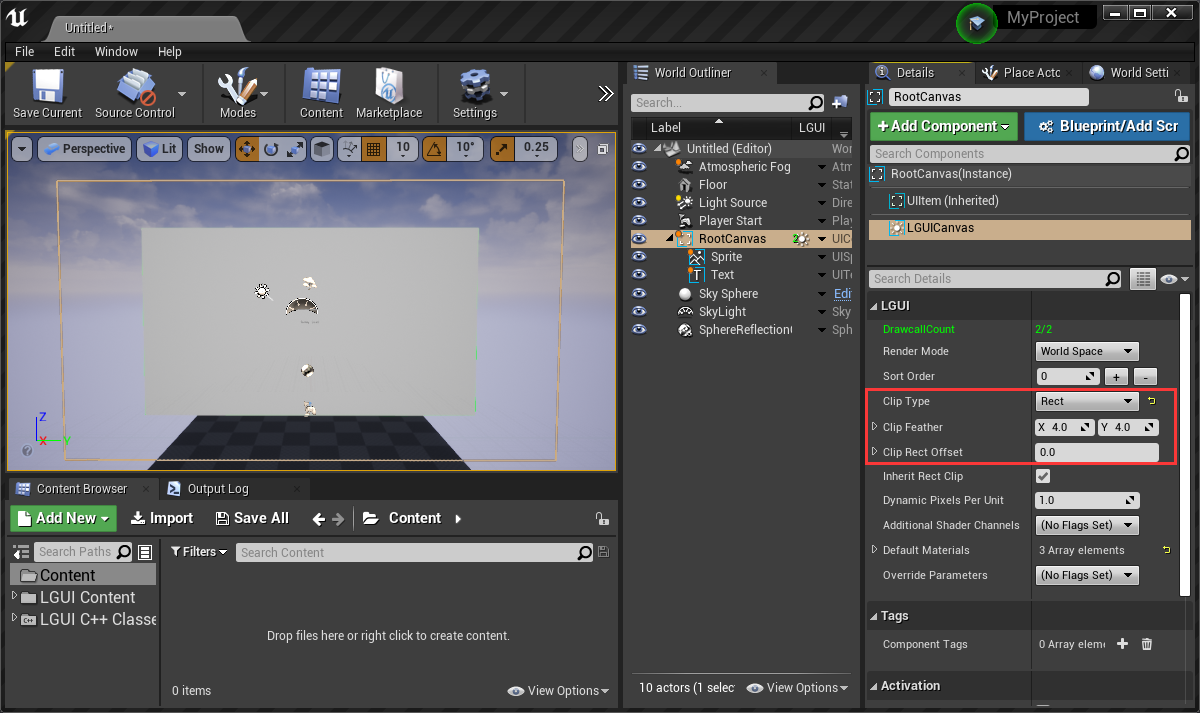 Untitled*
MyProject
File Edit Window Help
Save Current
Source Control
Modes
Content
Marketplace
Settings
Perspective
Lit
Show
10
10°
0.25
Z
X
Y
Content Browser
Output Log
Add New
Import
Save All
Content
Search Paths
Filters
Search Content
Content
LGUI Content
LGUI C++ Classe
Drop files here or right click to create content.
0 items
View Options
World Outliner
Search...
Label LGUI
Untitled (Editor) Wor
Atmospheric Fog Atm
Floor Stat
Light Source Dire
Player Start Play
RootCanvas 2 UIC
Sprite UISp
Text UITe
Sky Sphere Edi
SkyLight Sky
SphereReflection Sph
10 actors (1 selec
View Options
Details
Place Acto
World Setti
RootCanvas
+Add Component
Blueprint/Add Scr
Search Components
RootCanvas(Instance)
UIItem (Inherited)
LGUICanvas
Search Details
LGUI
DrawcallCount 2/2
Render Mode World Space
Sort Order 0 + -
Clip Type Rect
Clip Feather X 4.0 Y 4.0
Clip Rect Offset 0.0
Inherit Rect Clip
Dynamic Pixels Per Unit 1.0
Additional Shader Channels (No Flags Set)
Default Materials 3 Array elements
Override Parameters (No Flags Set)
Tags
Component Tags 0 Array eleme
Activation